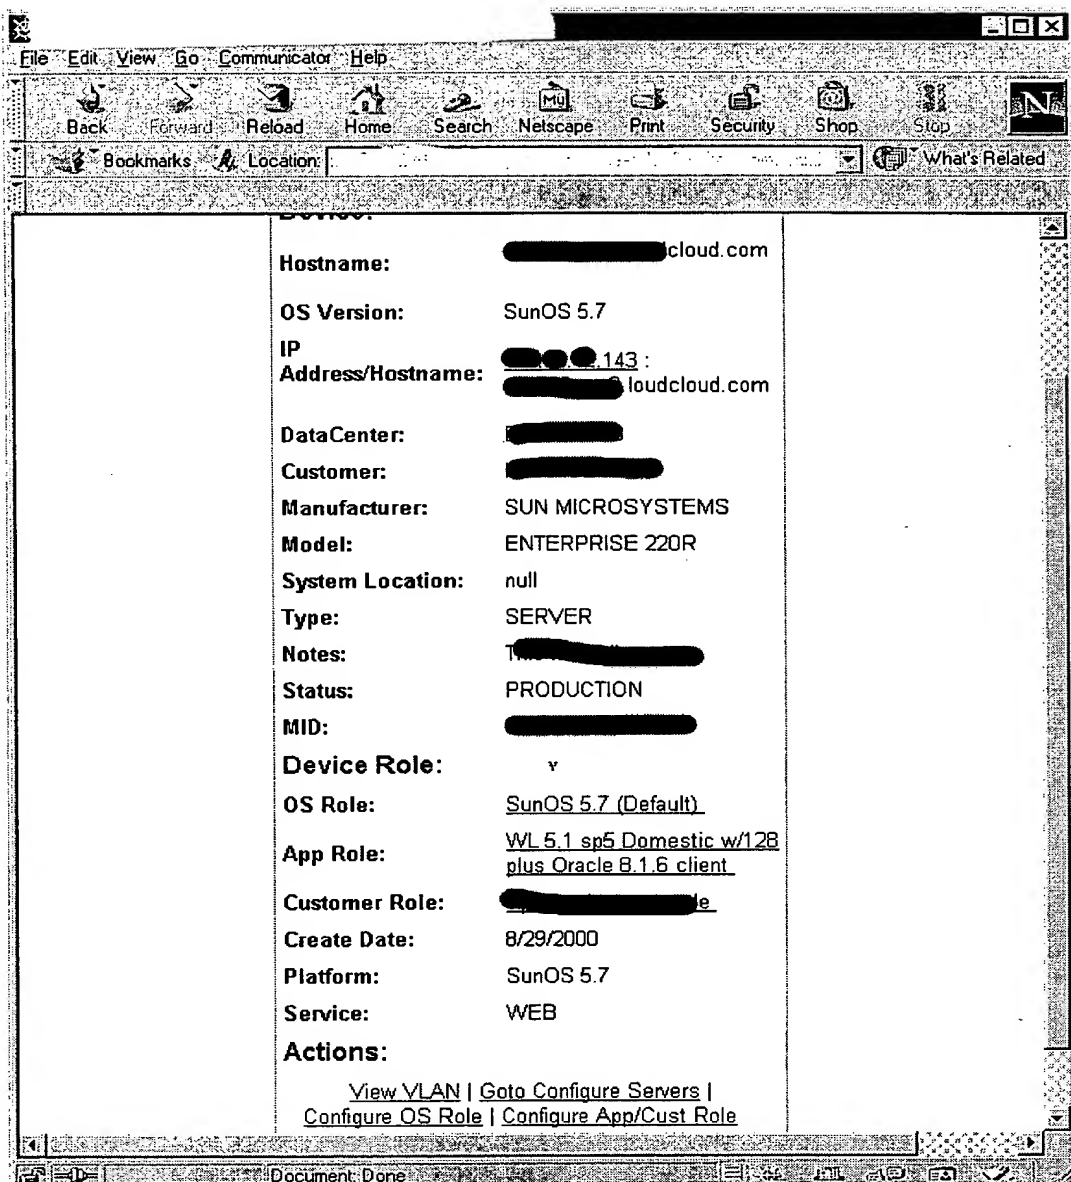 File Edit View Go Communicator Help
Back Forward Reload Home Search Netscape Print Security Shop Stop
My
N
Bookmarks Location: What's Related
Device:
Hostname: cloud.com
OS Version: SunOS 5.7
IP
Address/Hostname: .143 :
loudcloud.com
DataCenter:
Customer:
Manufacturer: SUN MICROSYSTEMS
Model: ENTERPRISE 220R
System Location: null
Type: SERVER
Notes:
Status: PRODUCTION
MID:
Device Role:
OS Role: SunOS 5.7 (Default)
App Role: WL 5.1 sp5 Domestic w/128
plus Oracle 8.1.6 client
Customer Role: le
Create Date: 8/29/2000
Platform: SunOS 5.7
Service: WEB
Actions:
View VLAN | Goto Configure Servers |
Configure OS Role | Configure App/Cust Role
Document: Done